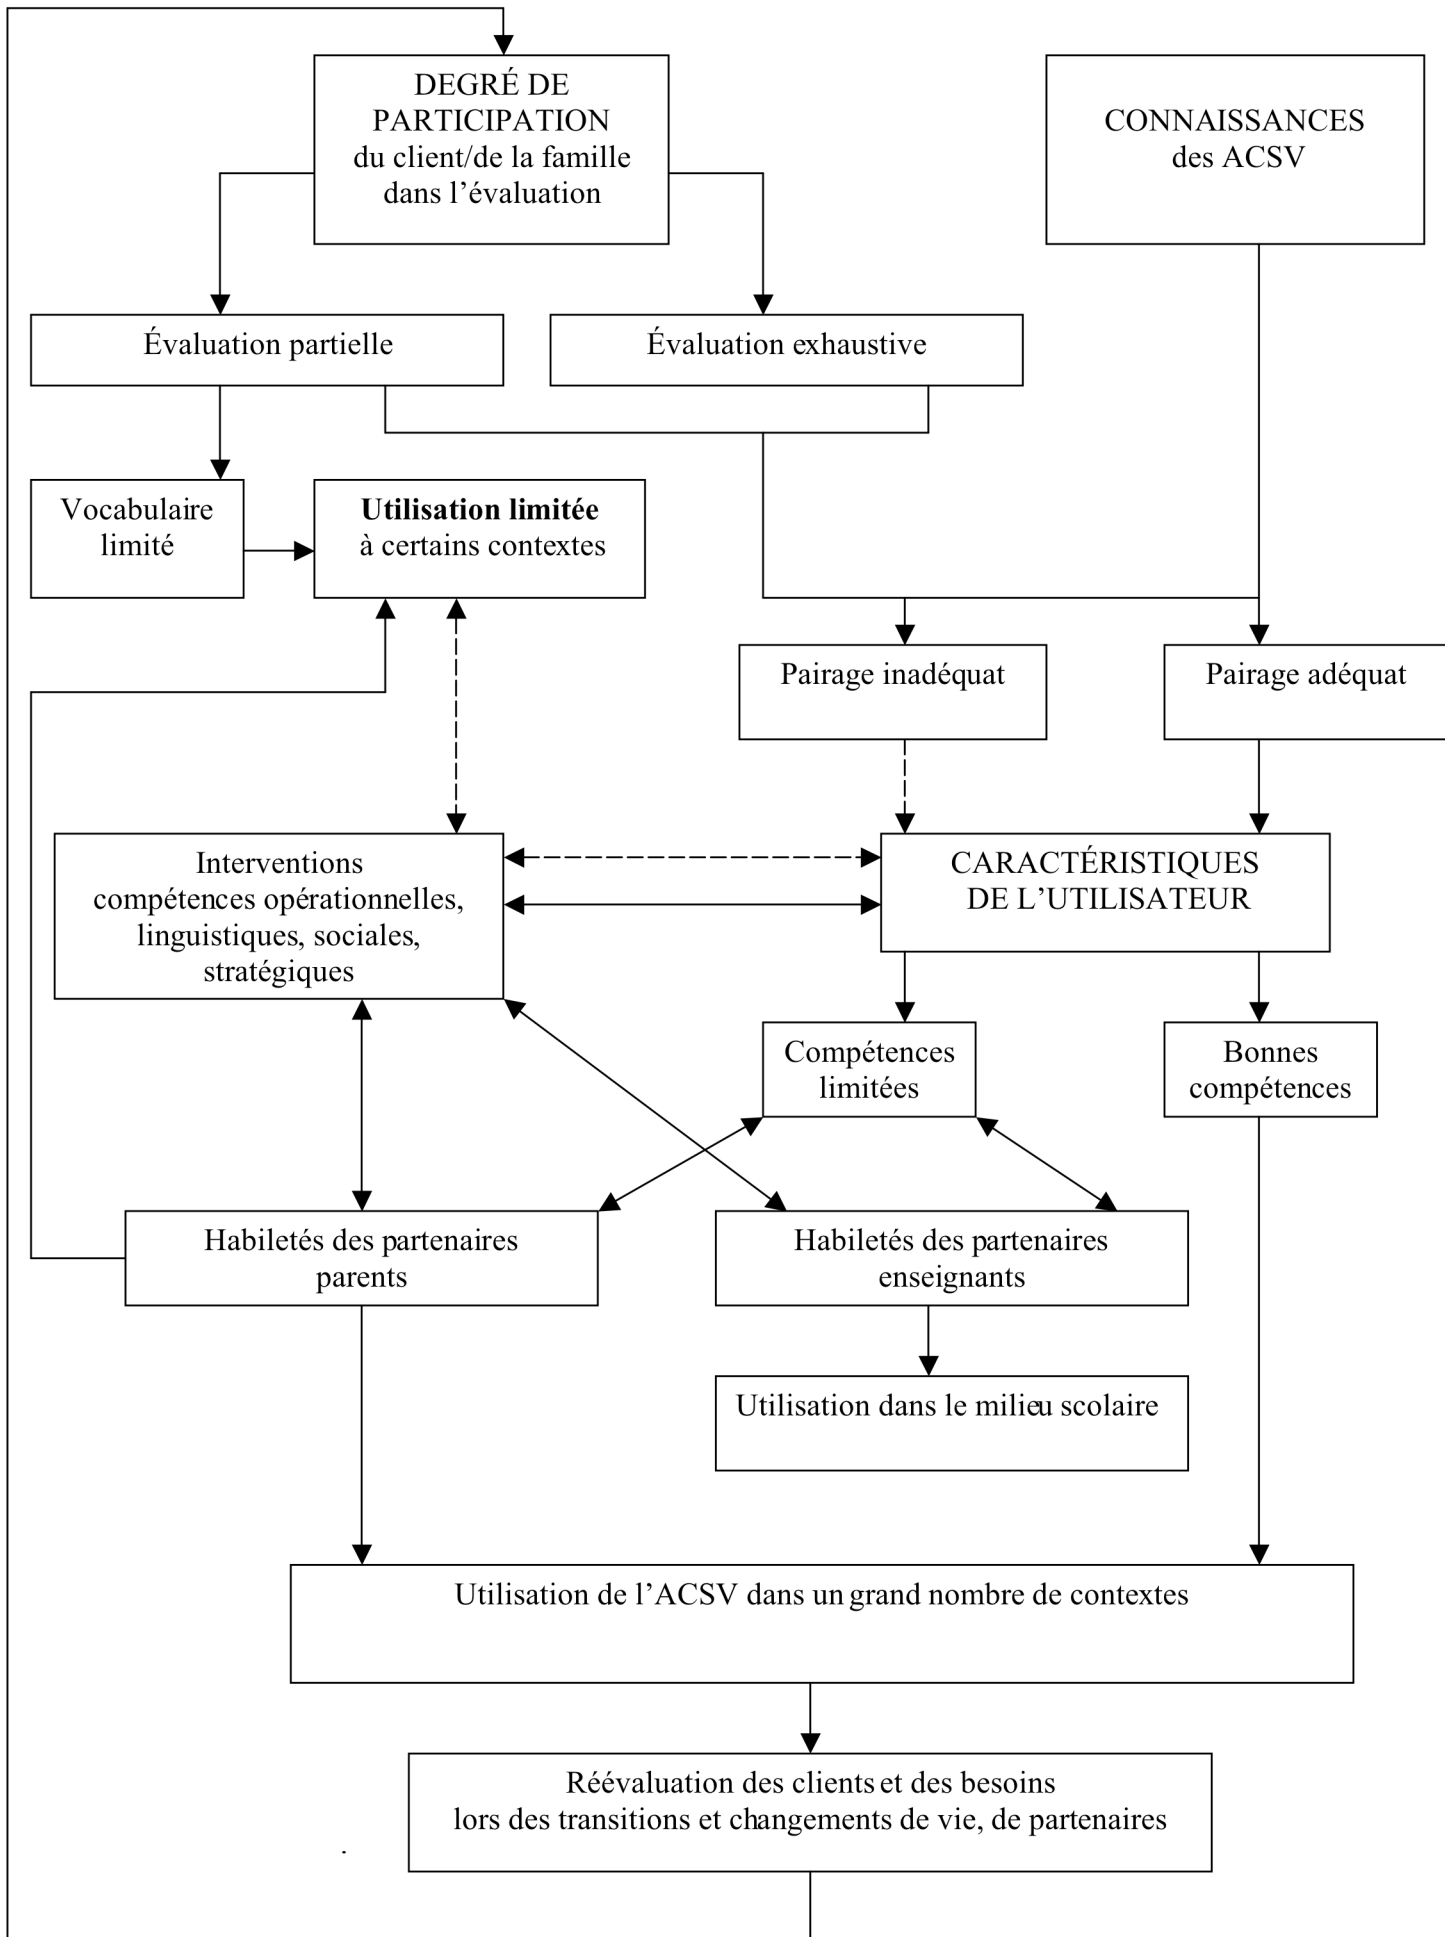 DEGRÉ DE
PARTICIPATION
du client/de la famille
dans l’évaluation
CONNAISSANCES
des ACSV
Évaluation partielle
Évaluation exhaustive
Vocabulaire
limité
Utilisation limitée
à certains contextes
Pairage inadéquat
Pairage adéquat
Interventions
compétences opérationnelles,
linguistiques, sociales,
stratégiques
CARACTÉRISTIQUES
DE L’UTILISATEUR
Compétences
limitées
Bonnes
compétences
Habiletés des partenaires
parents
Habiletés des partenaires
enseignants
Utilisation dans le milieu scolaire
Utilisation de l’ACSV dans un grand nombre de contextes
Réévaluation des clients et des besoins
lors des transitions et changements de vie, de partenaires
.